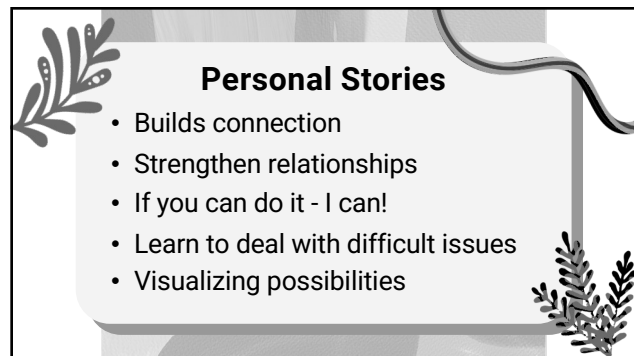 Personal Stories
• Builds connection
• Strengthen relationships
• If you can do it - I can!
• Learn to deal with difficult issues
• Visualizing possibilities